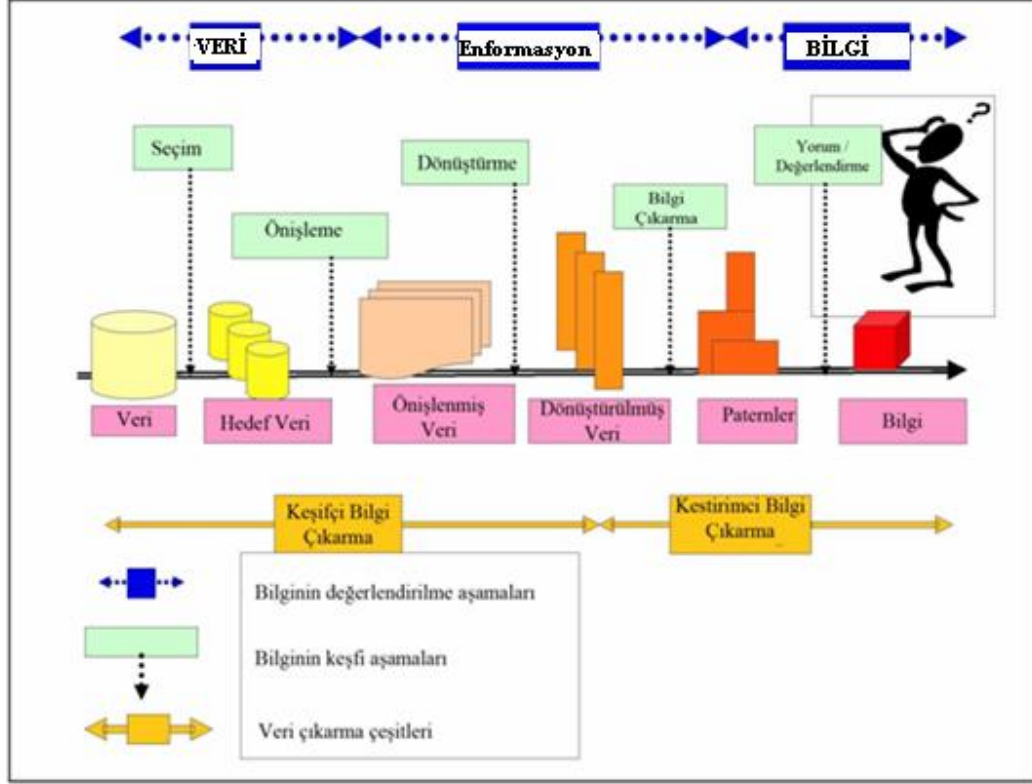 VERİ
Enformasyon
BİLGİ
?
Seçim
Dönüştürme
Yorum /
Değerlendirme
Bilgi
Çıkarma
Önişleme
Veri
Hedef Veri
Önişlenmiş
Veri
Dönüştürülmüş
Veri
Paternler
Bilgi
Keşifçi Bilgi
Çıkarma
Kestirimci Bilgi
Çıkarma
Bilginin değerlendirilme aşamaları
Bilginin keşfi aşamaları
Veri çıkarma çeşitleri